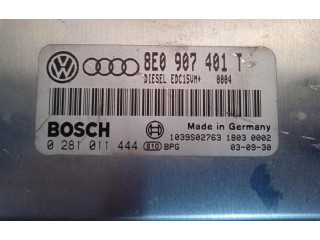 8E0 907 401 T
DIESEL EDC15VM+ 0004
BOSCH
Made in Germany
0 281 011 444
1039S02763 1803 0002
E10 BPG 03-09-30